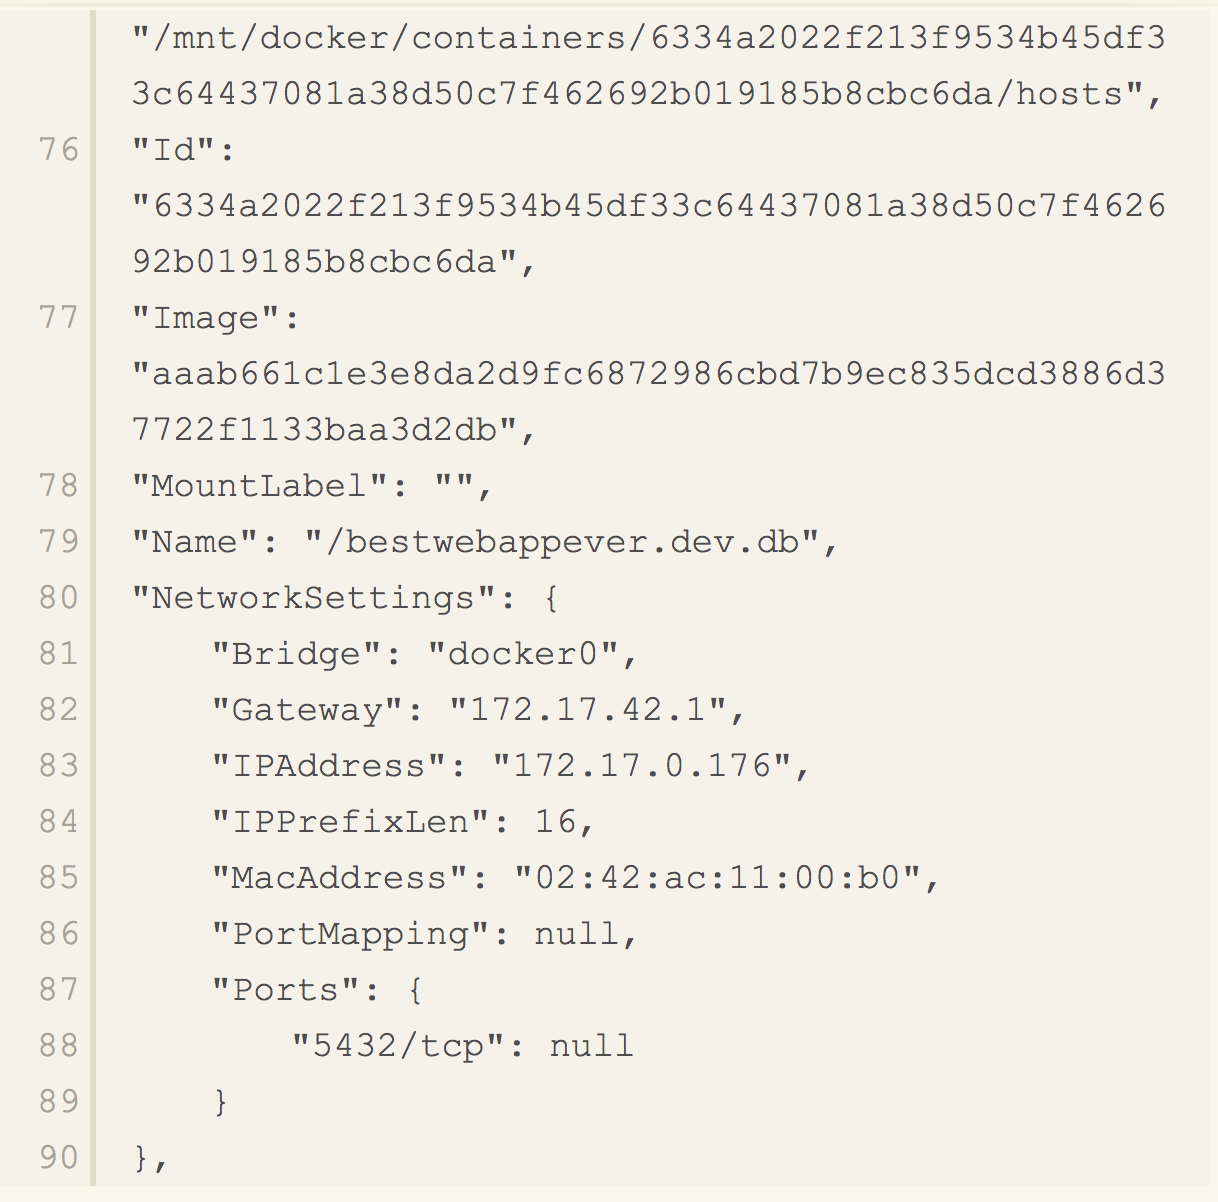 "/mnt/docker/containers/6334a2022f213f9534b45df3
3c64437081a38d50c7f462692b019185b8cbc6da/hosts",
76 "Id":
"6334a2022f213f9534b45df33c64437081a38d50c7f4626
92b019185b8cbc6da",
77 "Image":
"aaab661c1e3e8da2d9fc6872986cbd7b9ec835dcd3886d3
7722f1133baa3d2db",
78 "MountLabel": "",
79 "Name": "/bestwebappever.dev.db",
80 "NetworkSettings": {
81 "Bridge": "docker0",
82 "Gateway": "172.17.42.1",
83 "IPAddress": "172.17.0.176",
84 "IPPrefixLen": 16,
85 "MacAddress": "02:42:ac:11:00:b0",
86 "PortMapping": null,
87 "Ports": {
88 "5432/tcp": null
89 }
90 },